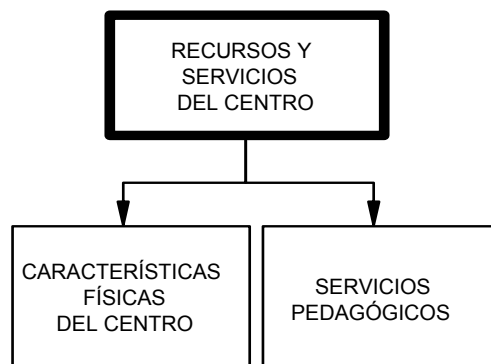 RECURSOS Y
SERVICIOS
DEL CENTRO
CARACTERÍSTICAS
FÍSICAS
DEL CENTRO
SERVICIOS
PEDAGÓGICOS